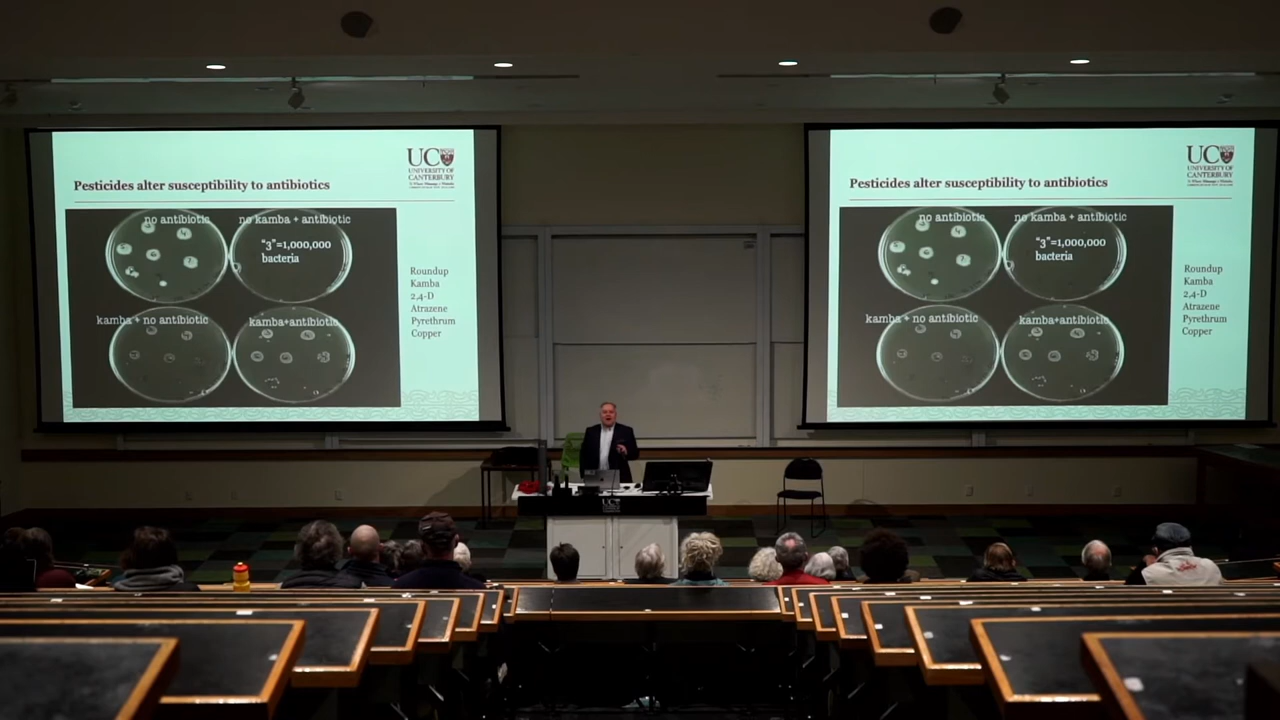 UC
UNIVERSITY OF
CANTERBURY
Pesticides alter susceptibility to antibiotics
no antibiotic
no kamba + antibiotic
"3"=1,000,000
bacteria
kamba + no antibiotic
kamba+antibiotic
Roundup
Kamba
2,4-D
Atrazene
Pyrethrum
Copper
UC
UNIVERSITY OF
CANTERBURY
Pesticides alter susceptibility to antibiotics
no antibiotic
no kamba + antibiotic
"3"=1,000,000
bacteria
kamba + no antibiotic
kamba+antibiotic
Roundup
Kamba
2,4-D
Atrazene
Pyrethrum
Copper
UC